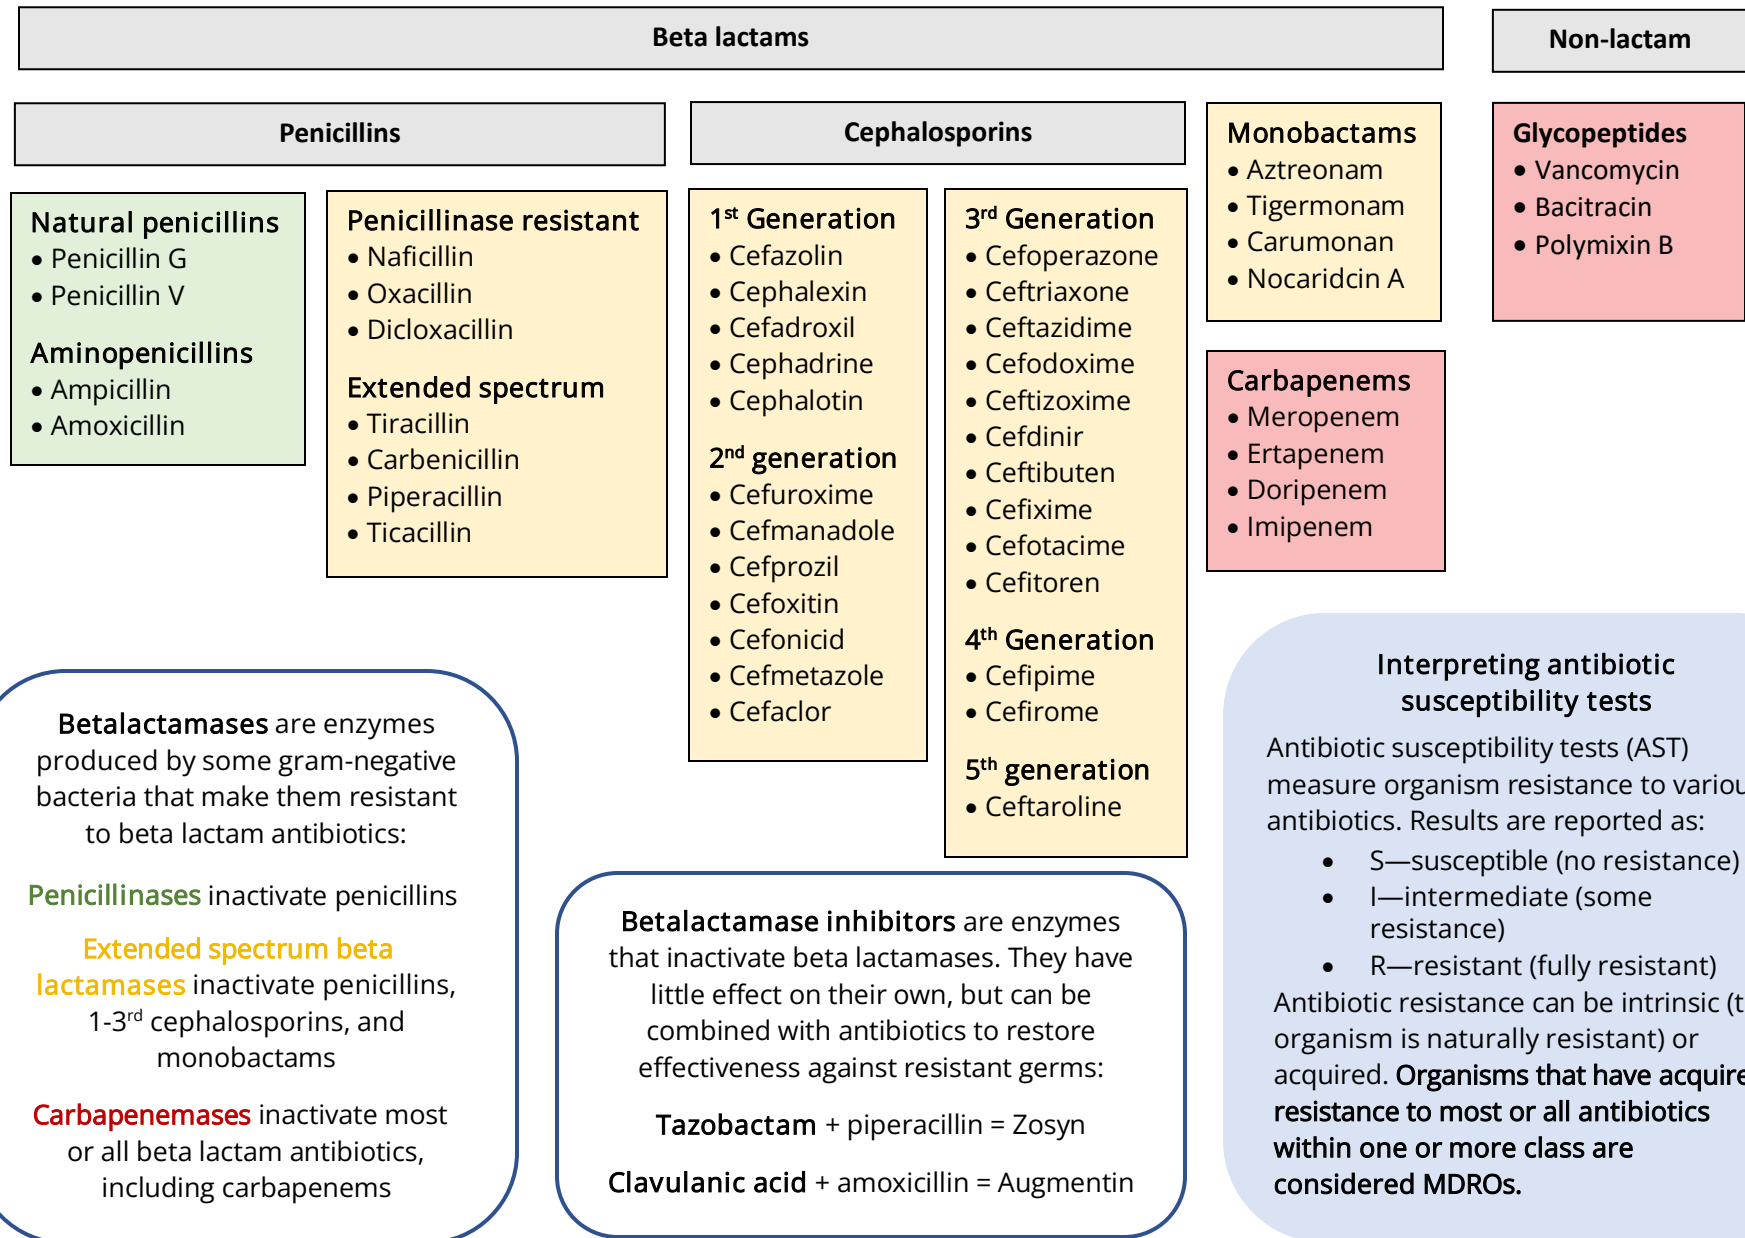 Beta lactams
Non-lactam
Penicillins
Cephalosporins
Natural penicillins
• Penicillin G
• Penicillin V
Aminopenicillins
• Ampicillin
• Amoxicillin
Penicillinase resistant
• Naficillin
• Oxacillin
• Dicloxacillin
Extended spectrum
• Tiracillin
• Carbenicillin
• Piperacillin
• Ticacillin
1st Generation
• Cefazolin
• Cephalexin
• Cefadroxil
• Cephadrine
• Cephalotin
2nd generation
• Cefuroxime
• Cefmanadole
• Cefprozil
• Cefoxitin
• Cefonicid
• Cefmetazole
• Cefaclor
3rd Generation
• Cefoperazone
• Ceftriaxone
• Ceftazidime
• Cefodoxime
• Ceftizoxime
• Cefdinir
• Ceftibuten
• Cefixime
• Cefotacime
• Cefitoren
4th Generation
• Cefipime
• Cefirome
5th generation
• Ceftaroline
Monobactams
• Aztreonam
• Tigermonam
• Carumonan
• Nocaridcin A
Carbapenems
• Meropenem
• Ertapenem
• Doripenem
• Imipenem
Glycopeptides
• Vancomycin
• Bacitracin
• Polymixin B
Betalactamases are enzymes
produced by some gram-negative
bacteria that make them resistant
to beta lactam antibiotics:
Penicillinases inactivate penicillins
Extended spectrum beta
lactamases inactivate penicillins,
1-3rd cephalosporins, and
monobactams
Carbapenemases inactivate most
or all beta lactam antibiotics,
including carbapenems
Betalactamase inhibitors are enzymes
that inactivate beta lactamases. They have
little effect on their own, but can be
combined with antibiotics to restore
effectiveness against resistant germs:
Tazobactam + piperacillin = Zosyn
Clavulanic acid + amoxicillin = Augmentin
Interpreting antibiotic
susceptibility tests
Antibiotic susceptibility tests (AST)
measure organism resistance to variou
antibiotics. Results are reported as:
• S—susceptible (no resistance)
• I—intermediate (some
resistance)
• R—resistant (fully resistant)
Antibiotic resistance can be intrinsic (t
organism is naturally resistant) or
acquired. Organisms that have acquire
resistance to most or all antibiotics
within one or more class are
considered MDROs.